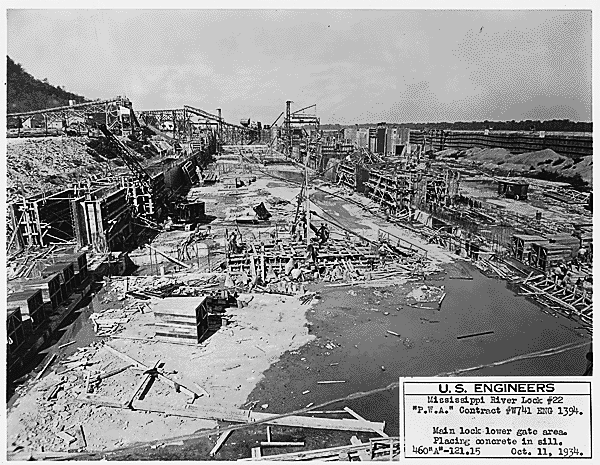 U.S. ENGINEERS
Mississippi River Lock #22
"P.W.A." Contract #W741 ENG 1394.
Main lock lower gate area.
Placing concrete in sill.
460"A"-121.15 Oct. 11, 1934.